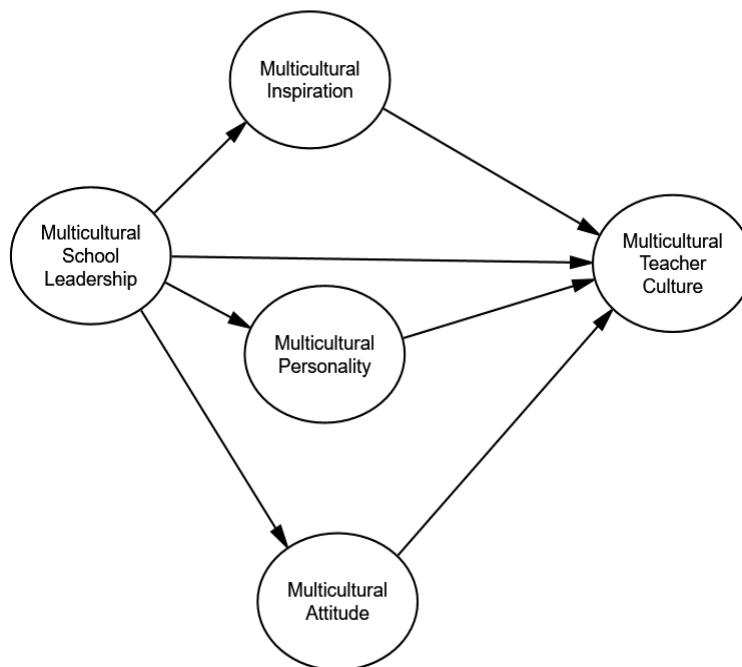 Multicultural
Inspiration
Multicultural
School
Leadership
Multicultural
Teacher
Culture
Multicultural
Personality
Multicultural
Attitude